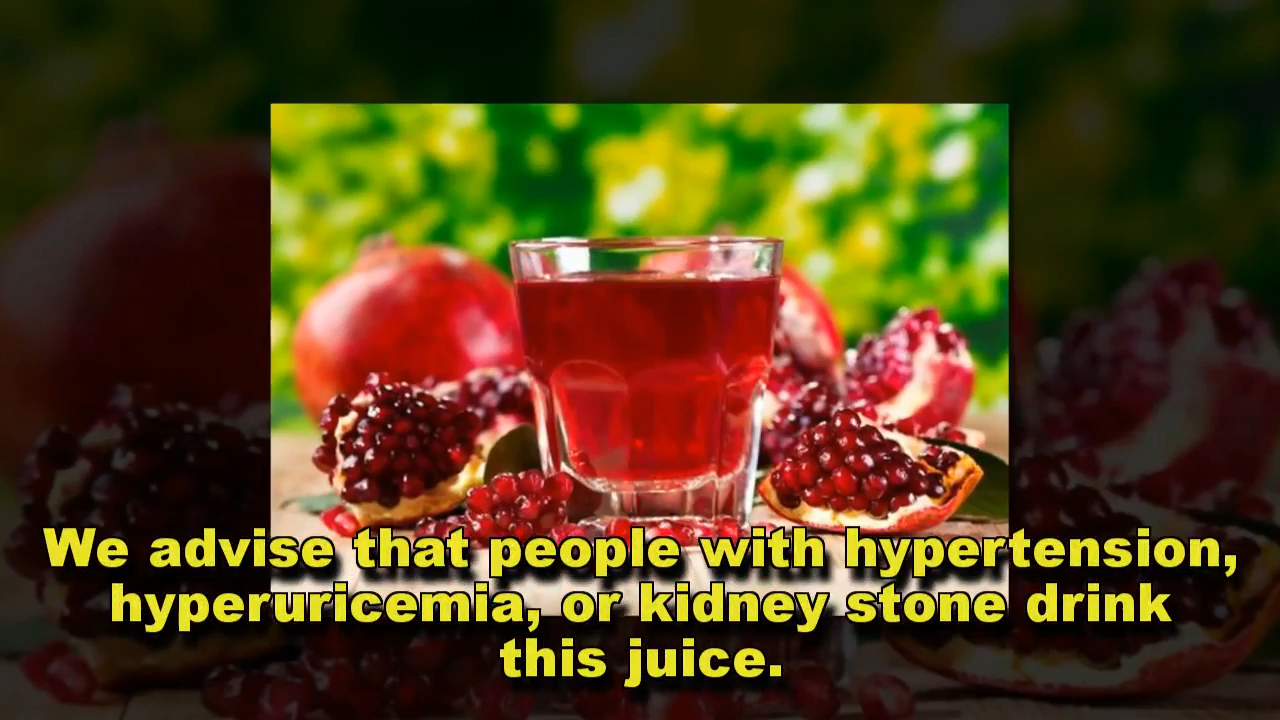 We advise that people with hypertension,
hyperuricemia, or kidney stone drink
this juice.